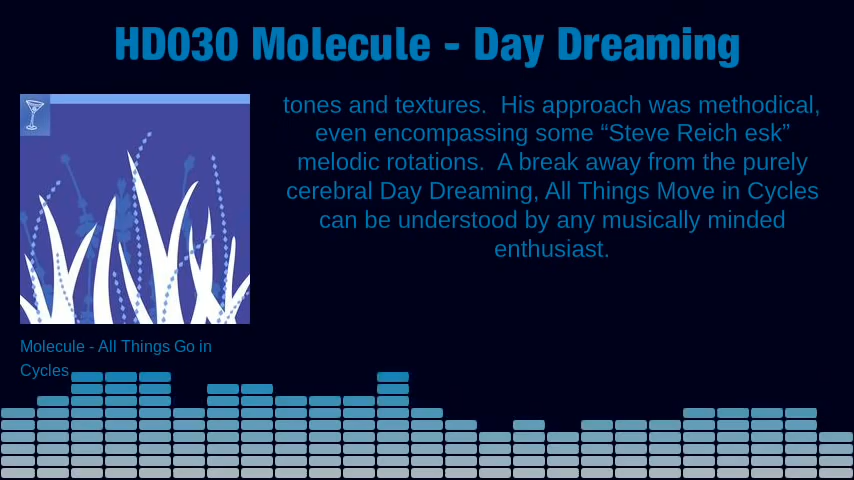 HD030 Molecule - Day Dreaming
tones and textures.  His approach was methodical,
even encompassing some “Steve Reich esk”
melodic rotations.  A break away from the purely
cerebral Day Dreaming, All Things Move in Cycles
can be understood by any musically minded
enthusiast.
Molecule - All Things Go in
Cycles